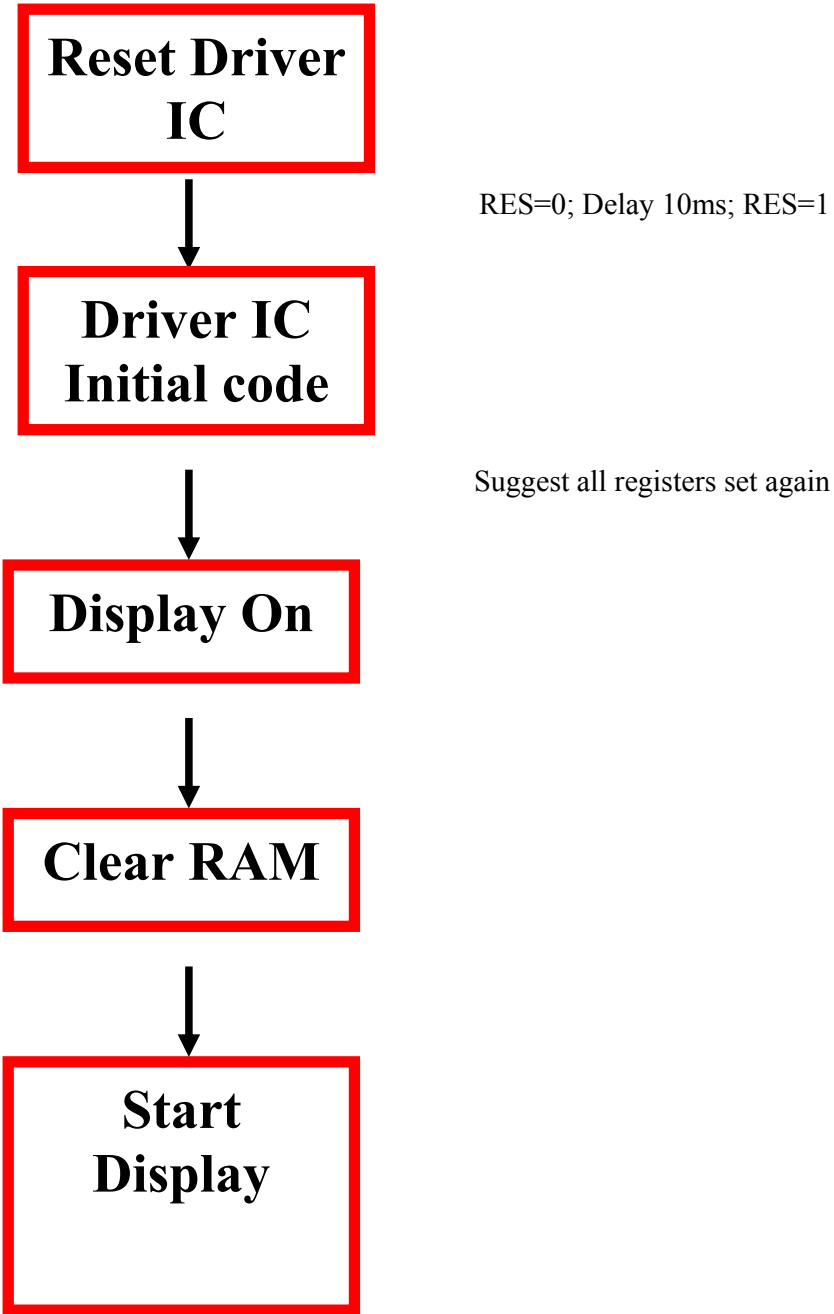 Reset Driver
IC
RES=0; Delay 10ms; RES=1
Driver IC
Initial code
Suggest all registers set again
Display On
Clear RAM
Start
Display